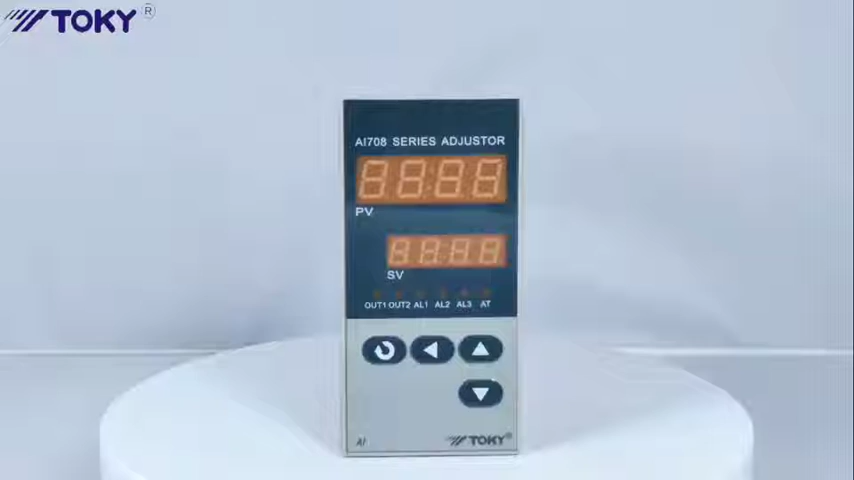 TOKY®
AI708 SERIES ADJUSTOR
8888
PV
8888
SV
OUT1 OUT2 AL1 AL2 AL3 AT
AI TOKY®